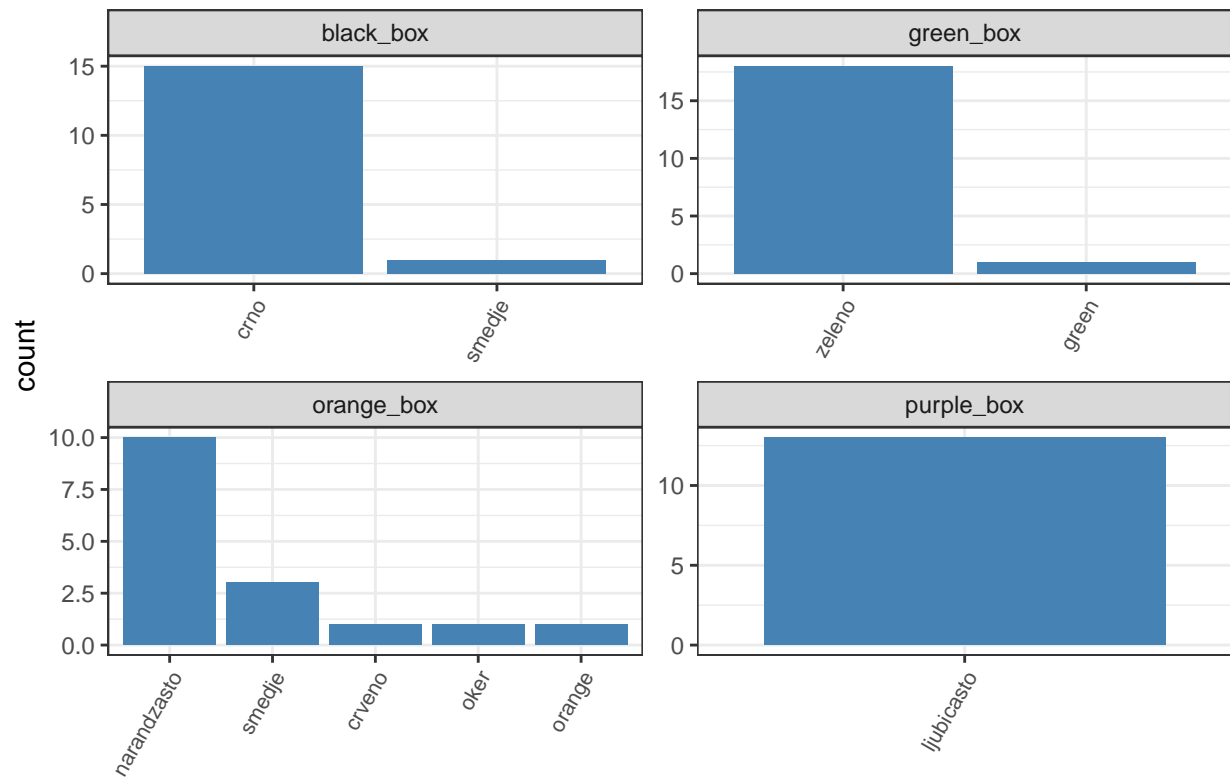 black_box
green_box
15
10
5
0
15
10
5
0
crno
smedje
zeleno
green
count
orange_box
purple_box
10.0
7.5
5.0
2.5
0.0
10
5
0
narandzasto
smedje
crveno
oker
orange
ljubicasto